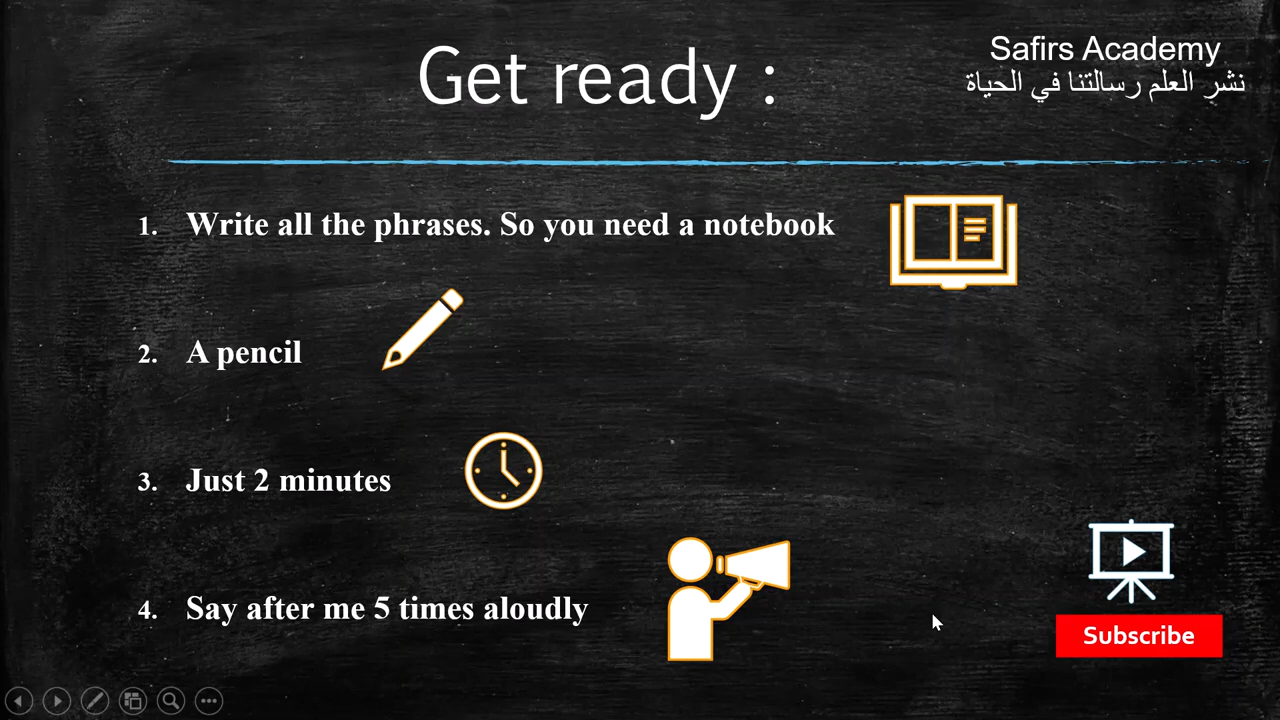 Get ready :
Safirs Academy
نشر العلم رسالتنا في الحياة
1. Write all the phrases. So you need a notebook
2. A pencil
3. Just 2 minutes
4. Say after me 5 times aloudly
Subscribe